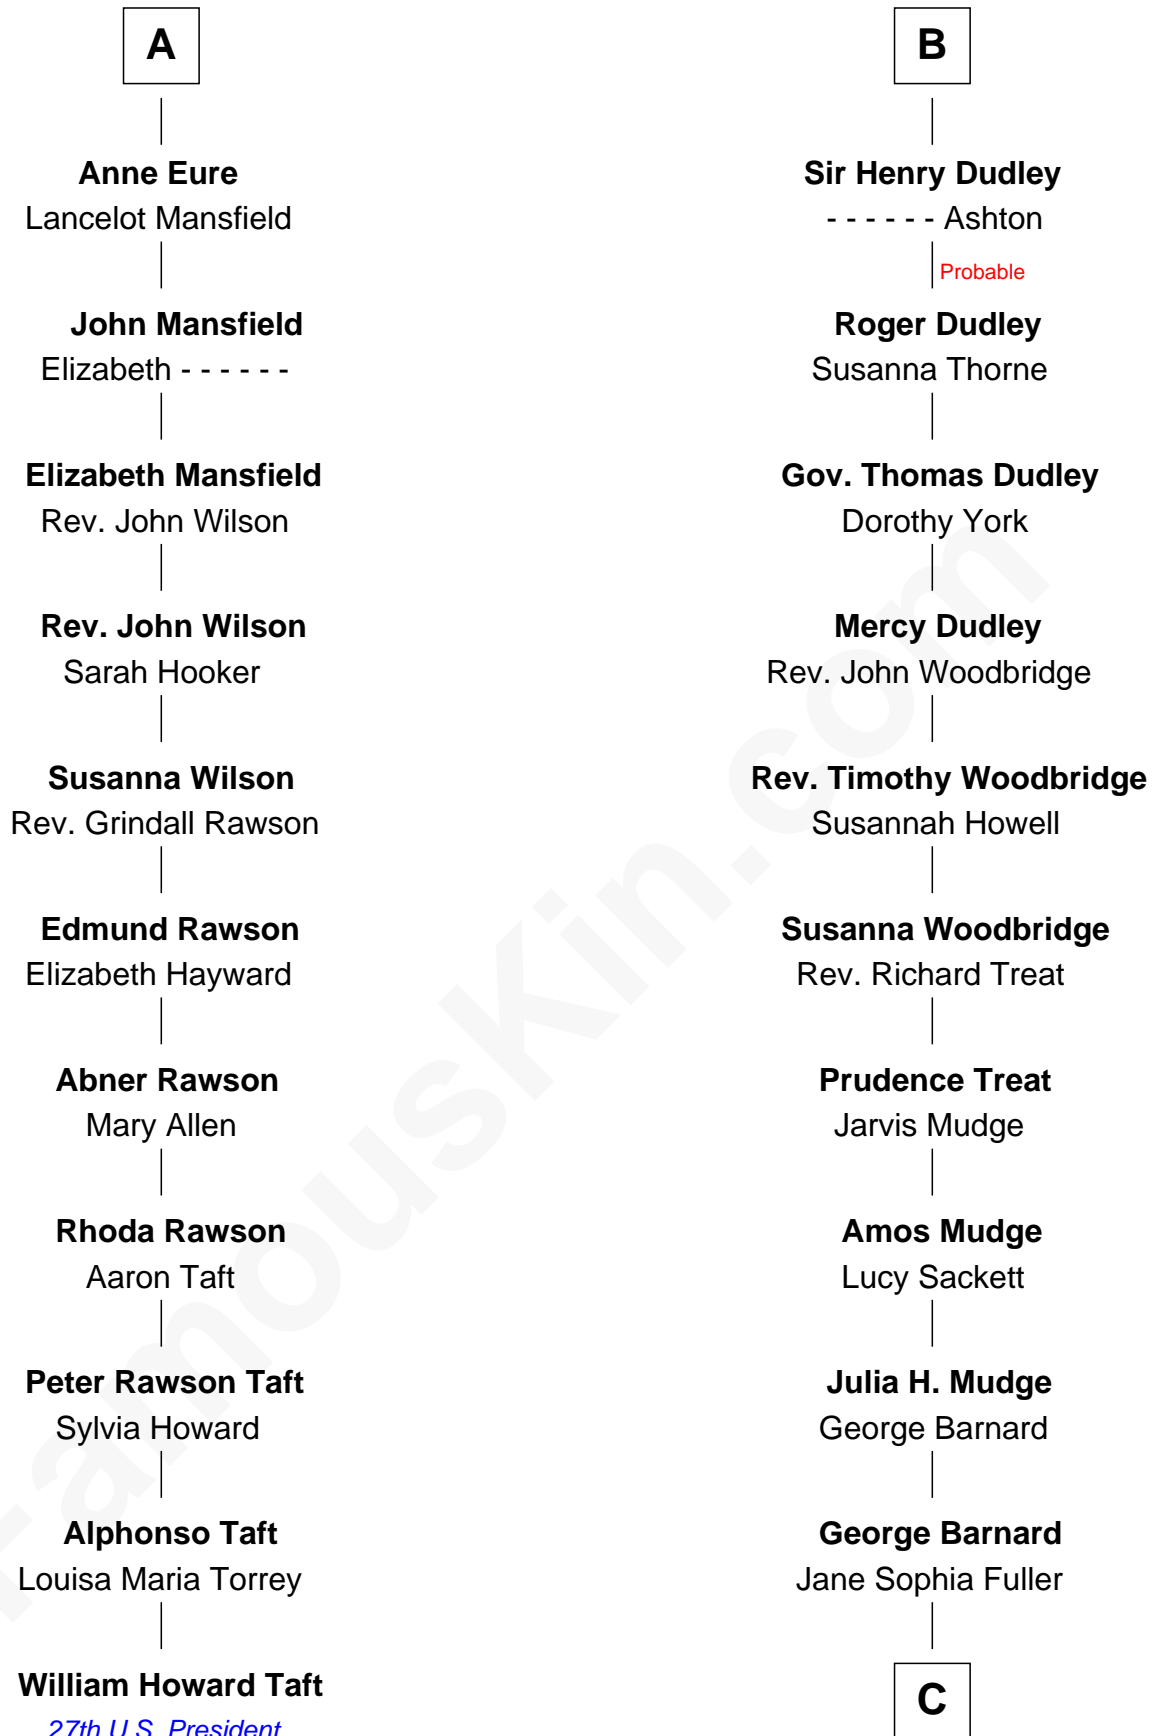 A
Anne Eure
Lancelot Mansfield
John Mansfield
Elizabeth - - - - - -
Elizabeth Mansfield
Rev. John Wilson
Rev. John Wilson
Sarah Hooker
Susanna Wilson
Rev. Grindall Rawson
Edmund Rawson
Elizabeth Hayward
Abner Rawson
Mary Allen
Rhoda Rawson
Aaron Taft
Peter Rawson Taft
Sylvia Howard
Alphonso Taft
Louisa Maria Torrey
William Howard Taft
27th U.S. President
B
Sir Henry Dudley
- - - - - - Ashton
Probable
Roger Dudley
Susanna Thorne
Gov. Thomas Dudley
Dorothy York
Mercy Dudley
Rev. John Woodbridge
Rev. Timothy Woodbridge
Susannah Howell
Susanna Woodbridge
Rev. Richard Treat
Prudence Treat
Jarvis Mudge
Amos Mudge
Lucy Sackett
Julia H. Mudge
George Barnard
George Barnard
Jane Sophia Fuller
C
FamousKin.com